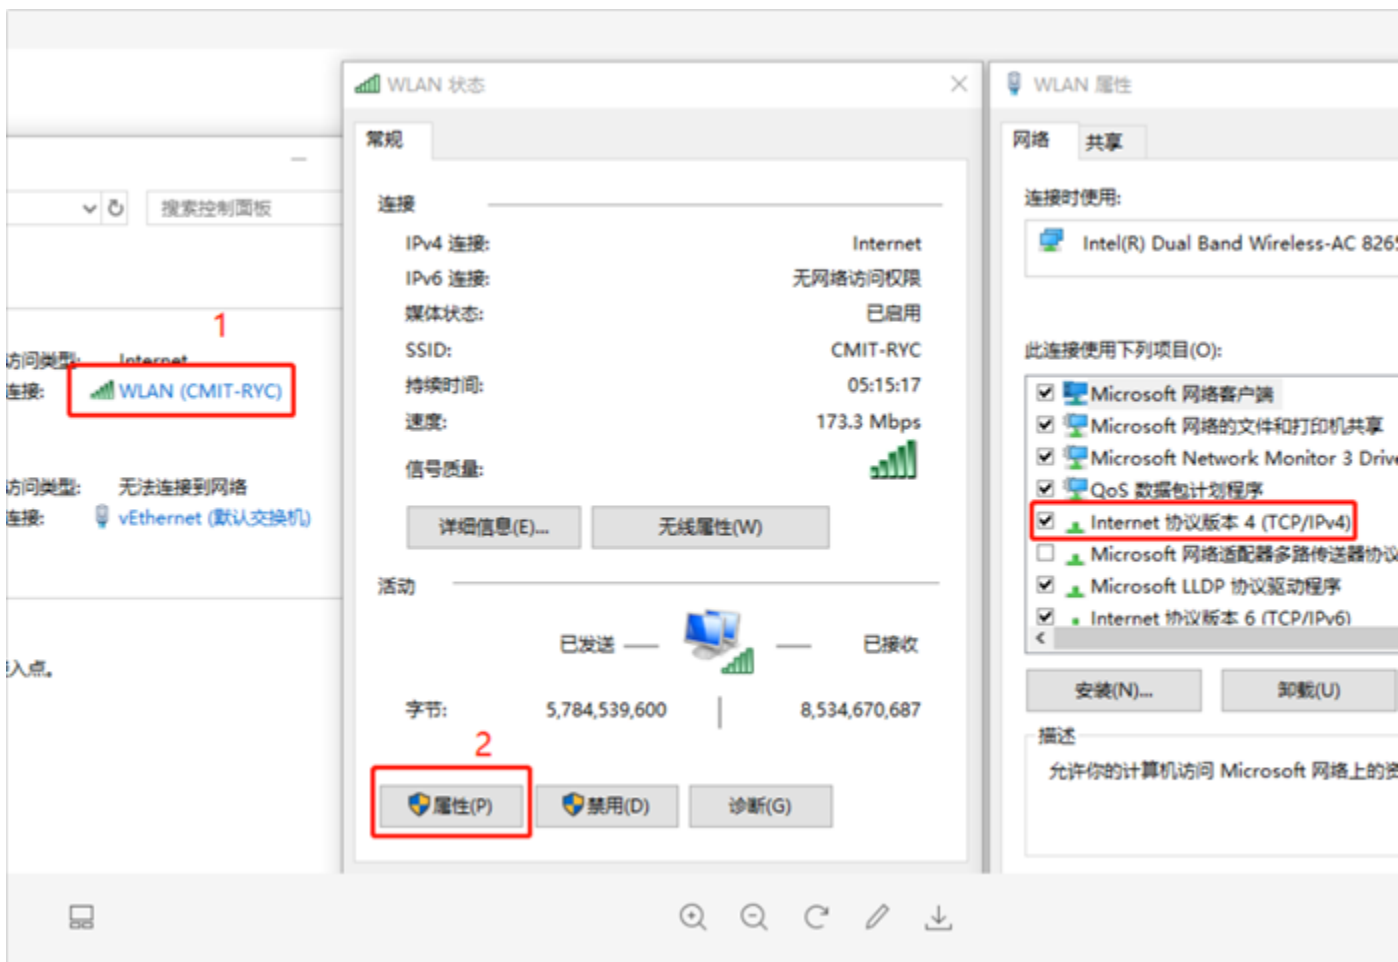 搜索控制面板
1
访问类型: Internet
连接: WLAN (CMIT-RYC)
访问类型: 无法连接到网络
连接: vEthernet (默认交换机)
入点。
WLAN 状态
常规
连接
IPv4 连接: Internet
IPv6 连接: 无网络访问权限
媒体状态: 已启用
SSID: CMIT-RYC
持续时间: 05:15:17
速度: 173.3 Mbps
信号质量:
详细信息(E)... 无线属性(W)
活动
已发送 已接收
字节: 5,784,539,600 8,534,670,687
2
属性(P) 禁用(D) 诊断(G)
WLAN 属性
网络 共享
连接时使用:
Intel(R) Dual Band Wireless-AC 8265
此连接使用下列项目(O):
Microsoft 网络客户端
Microsoft 网络的文件和打印机共享
Microsoft Network Monitor 3 Drive
QoS 数据包计划程序
Internet 协议版本 4 (TCP/IPv4)
Microsoft 网络适配器多路传送器协议
Microsoft LLDP 协议驱动程序
Internet 协议版本 6 (TCP/IPv6)
安装(N)... 卸载(U)
描述
允许你的计算机访问 Microsoft 网络上的资